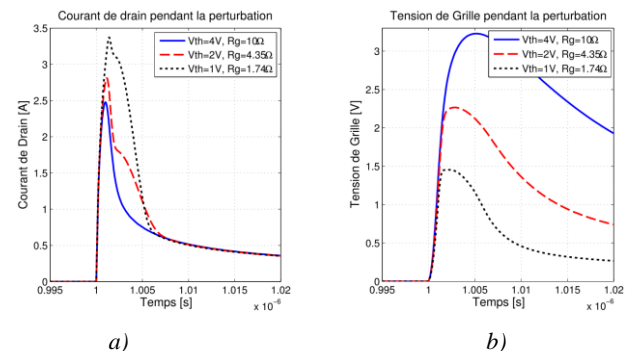 Courant de drain pendant la perturbation
Vth=4V, Rg=10Ω
Vth=2V, Rg=4.35Ω
Vth=1V, Rg=1.74Ω
Courant de Drain [A]
3.5
3
2.5
2
1.5
1
0.5
0
0.995
1
1.005
1.01
1.015
1.02
Temps [s]
x 10⁻⁶
a)
Tension de Grille pendant la perturbation
Vth=4V, Rg=10Ω
Vth=2V, Rg=4.35Ω
Vth=1V, Rg=1.74Ω
Tension de Grille [V]
3
2.5
2
1.5
1
0.5
0
0.995
1
1.005
1.01
1.015
1.02
Temps [s]
x 10⁻⁶
b)